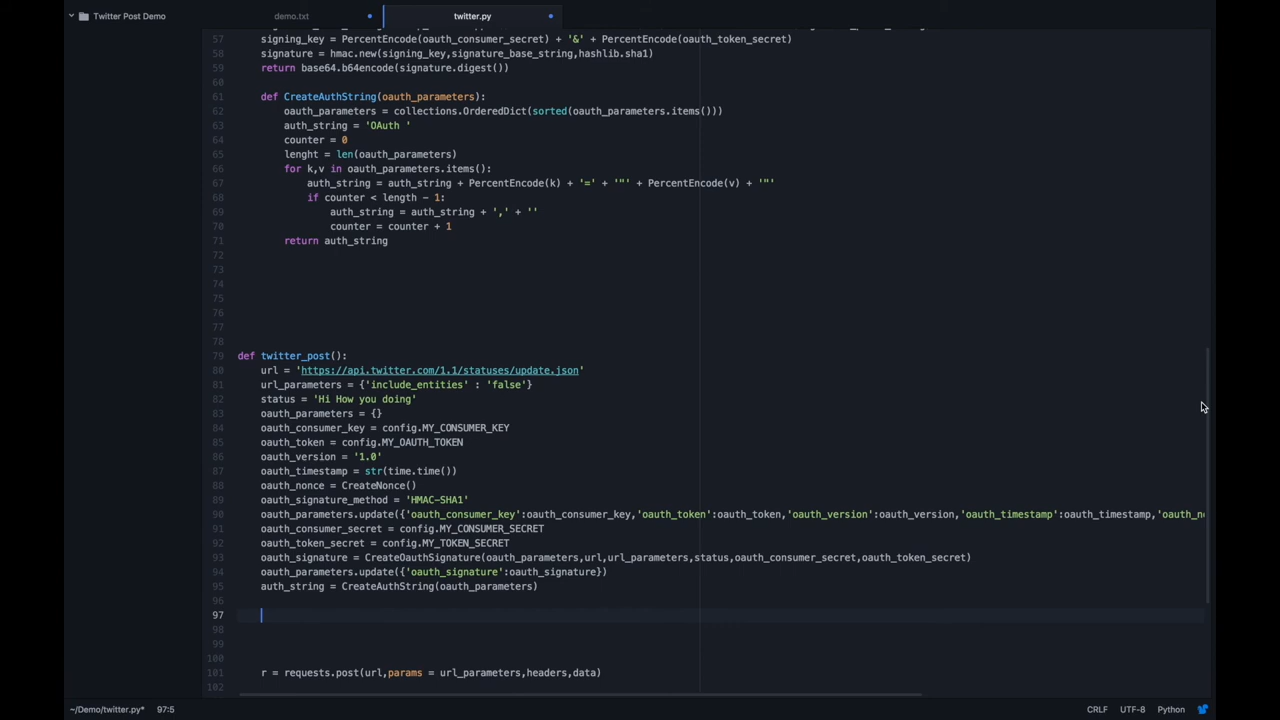 Twitter Post Demo
demo.txt
twitter.py
57 signing_key = PercentEncode(oauth_consumer_secret) + '&' + PercentEncode(oauth_token_secret)
58 signature = hmac.new(signing_key,signature_base_string,hashlib.sha1)
59 return base64.b64encode(signature.digest())
60
61 def CreateAuthString(oauth_parameters):
62 oauth_parameters = collections.OrderedDict(sorted(oauth_parameters.items()))
63 auth_string = 'OAuth '
64 counter = 0
65 lenght = len(oauth_parameters)
66 for k,v in oauth_parameters.items():
67 auth_string = auth_string + PercentEncode(k) + '=' + '"' + PercentEncode(v) + '"'
68 if counter < length - 1:
69 auth_string = auth_string + ',' + ''
70 counter = counter + 1
71 return auth_string
72
73
74
75
76
77
78
79 def twitter_post():
80 url = 'https://api.twitter.com/1.1/statuses/update.json'
81 url_parameters = {'include_entities' : 'false'}
82 status = 'Hi How you doing'
83 oauth_parameters = {}
84 oauth_consumer_key = config.MY_CONSUMER_KEY
85 oauth_token = config.MY_OAUTH_TOKEN
86 oauth_version = '1.0'
87 oauth_timestamp = str(time.time())
88 oauth_nonce = CreateNonce()
89 oauth_signature_method = 'HMAC-SHA1'
90 oauth_parameters.update({'oauth_consumer_key':oauth_consumer_key,'oauth_token':oauth_token,'oauth_version':oauth_version,'oauth_timestamp':oauth_timestamp,'oauth_n
91 oauth_consumer_secret = config.MY_CONSUMER_SECRET
92 oauth_token_secret = config.MY_TOKEN_SECRET
93 oauth_signature = CreateOauthSignature(oauth_parameters,url,url_parameters,status,oauth_consumer_secret,oauth_token_secret)
94 oauth_parameters.update({'oauth_signature':oauth_signature})
95 auth_string = CreateAuthString(oauth_parameters)
96
97
98
99
100
101 r = requests.post(url,params = url_parameters,headers,data)
102
~/Demo/twitter.py* 97:5 CRLF UTF-8 Python